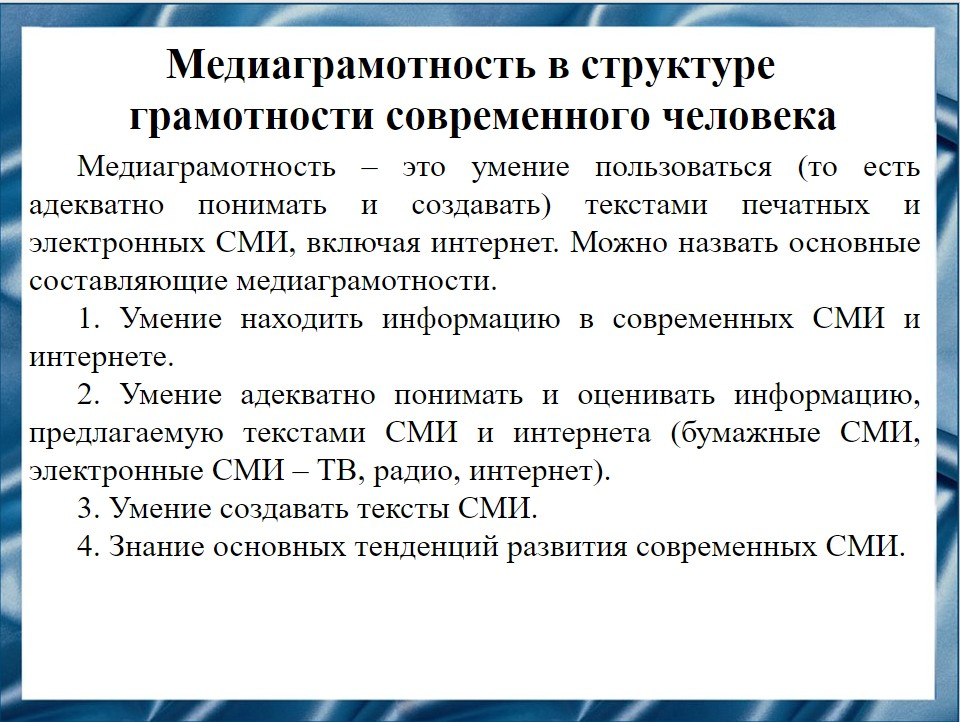 Медиаграмотность в структуре
грамотности современного человека
Медиаграмотность – это умение пользоваться (то есть
адекватно понимать и создавать) текстами печатных и
электронных СМИ, включая интернет. Можно назвать основные
составляющие медиаграмотности.
1. Умение находить информацию в современных СМИ и
интернете.
2. Умение адекватно понимать и оценивать информацию,
предлагаемую текстами СМИ и интернета (бумажные СМИ,
электронные СМИ – ТВ, радио, интернет).
3. Умение создавать тексты СМИ.
4. Знание основных тенденций развития современных СМИ.